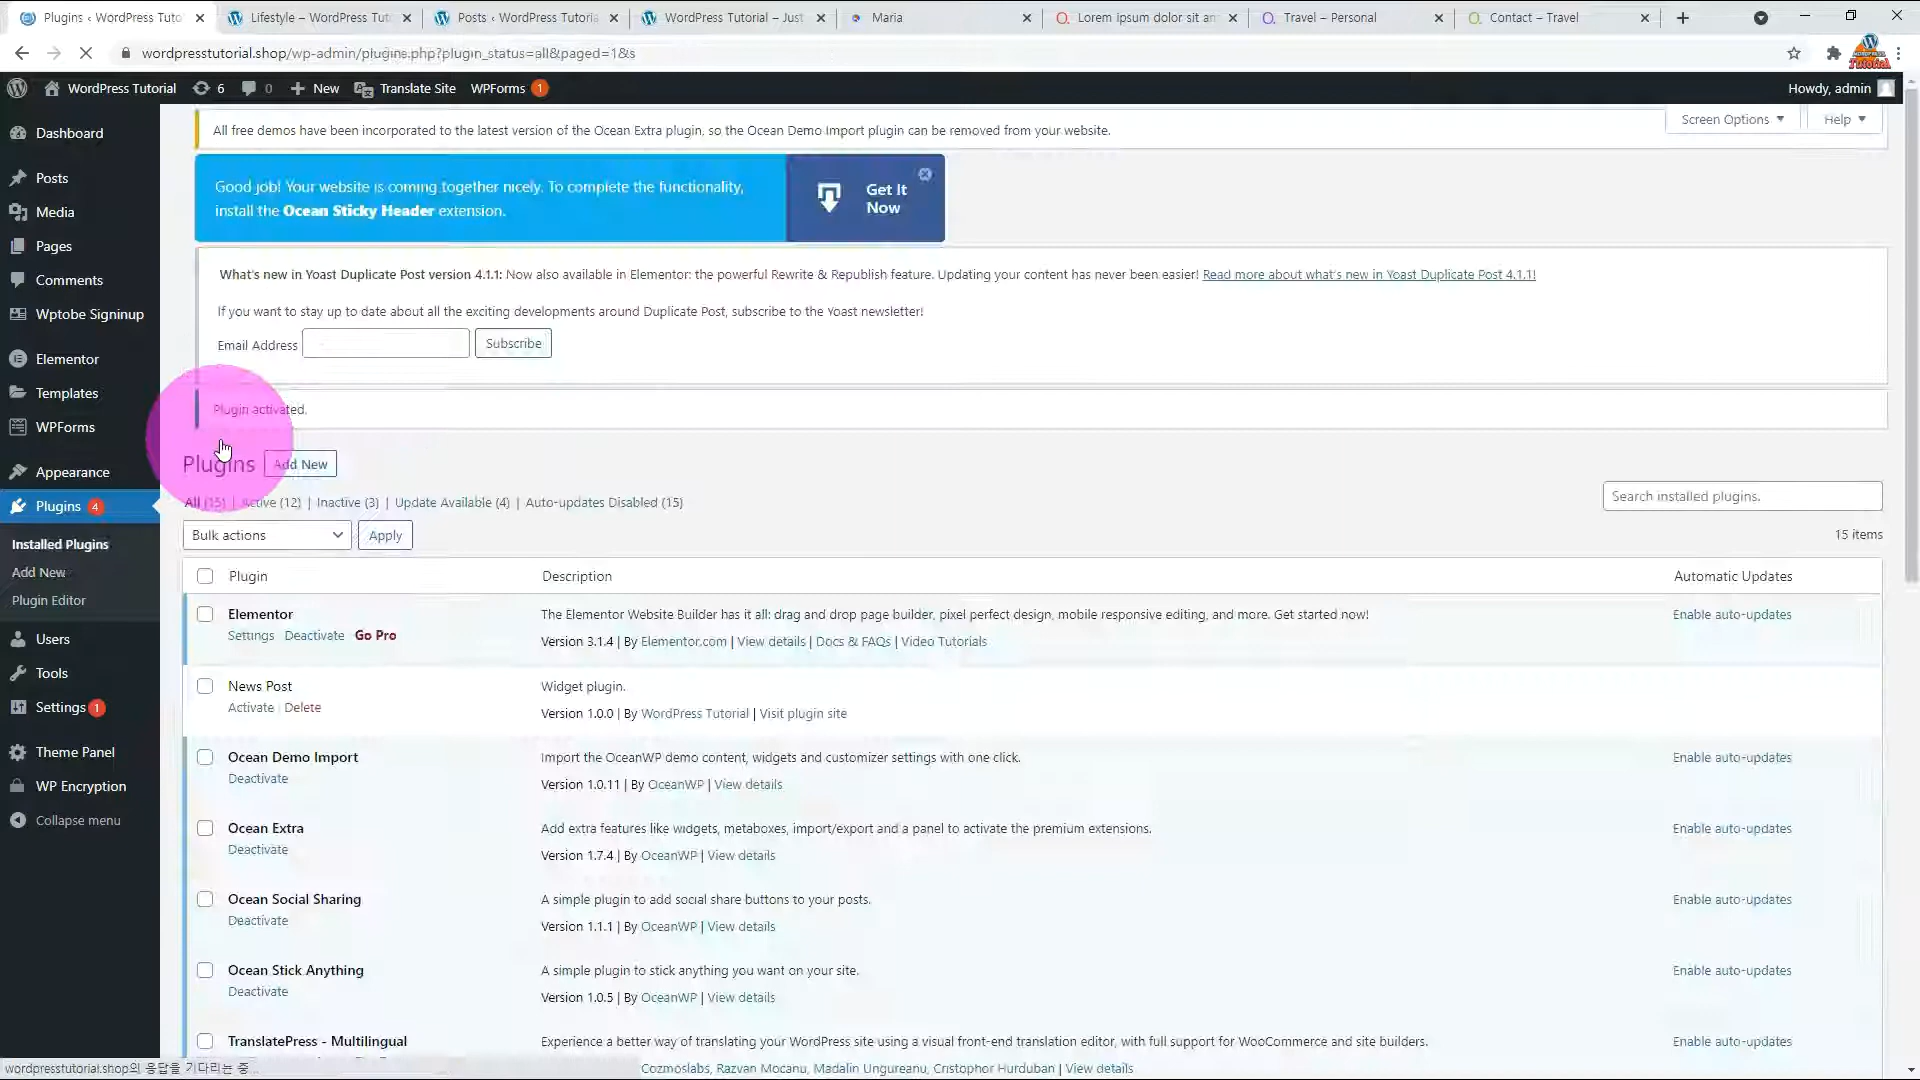 Plugins ‹ WordPress Tuto
Lifestyle – WordPress Tut
Posts ‹ WordPress Tutoria
WordPress Tutorial – Just
Maria
Lorem ipsum dolor sit an
Travel – Personal
Contact – Travel
wordpresstutorial.shop/wp-admin/plugins.php?plugin_status=all&paged=1&s
WordPress Tutorial 6 0 New Translate Site WPForms 1
Howdy, admin
Dashboard
Posts
Media
Pages
Comments
Wptobe Signinup
Elementor
Templates
WPForms
Appearance
Plugins 4
Installed Plugins
Add New
Plugin Editor
Users
Tools
Settings 1
Theme Panel
WP Encryption
Collapse menu
All free demos have been incorporated to the latest version of the Ocean Extra plugin, so the Ocean Demo Import plugin can be removed from your website.
Screen Options
Help
Good job! Your website is coming together nicely. To complete the functionality,
install the Ocean Sticky Header extension.
Get It
Now
What's new in Yoast Duplicate Post version 4.1.1: Now also available in Elementor: the powerful Rewrite & Republish feature. Updating your content has never been easier! Read more about what's new in Yoast Duplicate Post 4.1.1!
If you want to stay up to date about all the exciting developments around Duplicate Post, subscribe to the Yoast newsletter!
Email Address
Subscribe
Plugin activated.
Plugins
Add New
All (15) | Active (12) | Inactive (3) | Update Available (4) | Auto-updates Disabled (15)
Search installed plugins.
Bulk actions
Apply
15 items
Plugin Description Automatic Updates
Elementor
Settings Deactivate Go Pro
The Elementor Website Builder has it all: drag and drop page builder, pixel perfect design, mobile responsive editing, and more. Get started now!
Version 3.1.4 | By Elementor.com | View details | Docs & FAQs | Video Tutorials
Enable auto-updates
News Post
Activate | Delete
Widget plugin.
Version 1.0.0 | By WordPress Tutorial | Visit plugin site
Ocean Demo Import
Deactivate
Import the OceanWP demo content, widgets and customizer settings with one click.
Version 1.0.11 | By OceanWP | View details
Enable auto-updates
Ocean Extra
Deactivate
Add extra features like widgets, metaboxes, import/export and a panel to activate the premium extensions.
Version 1.7.4 | By OceanWP | View details
Enable auto-updates
Ocean Social Sharing
Deactivate
A simple plugin to add social share buttons to your posts.
Version 1.1.1 | By OceanWP | View details
Enable auto-updates
Ocean Stick Anything
Deactivate
A simple plugin to stick anything you want on your site.
Version 1.0.5 | By OceanWP | View details
Enable auto-updates
TranslatePress - Multilingual
Experience a better way of translating your WordPress site using a visual front-end translation editor, with full support for WooCommerce and site builders.
Cozmoslabs, Razvan Mocanu, Madalin Ungureanu, Cristophor Hurduban | View details
Enable auto-updates
wordpresstutorial.shop의 응답을 기다리는 중...